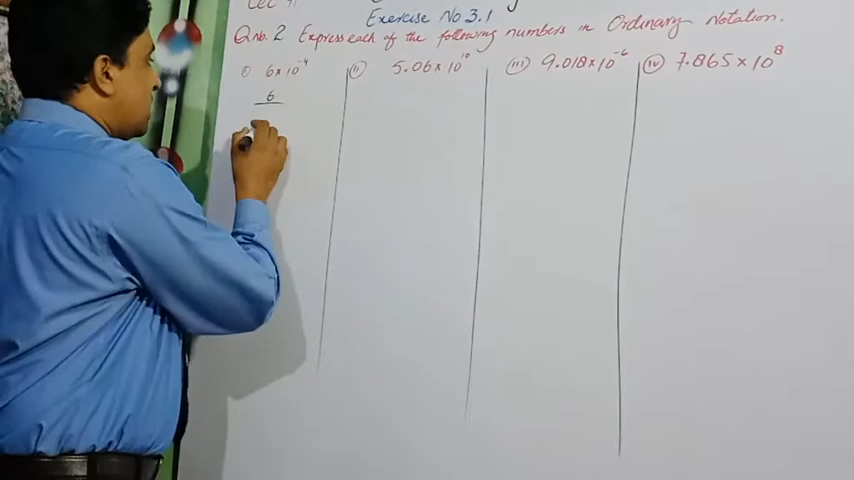 Exercise No 3.1
Q.no. 2 Express each of the following numbers in Ordinary Notation.
(i) 6×10⁻⁴ (ii) 5.06×10¹⁰ (iii) 9.018×10⁻⁶ (iv) 7.865×10⁸
6